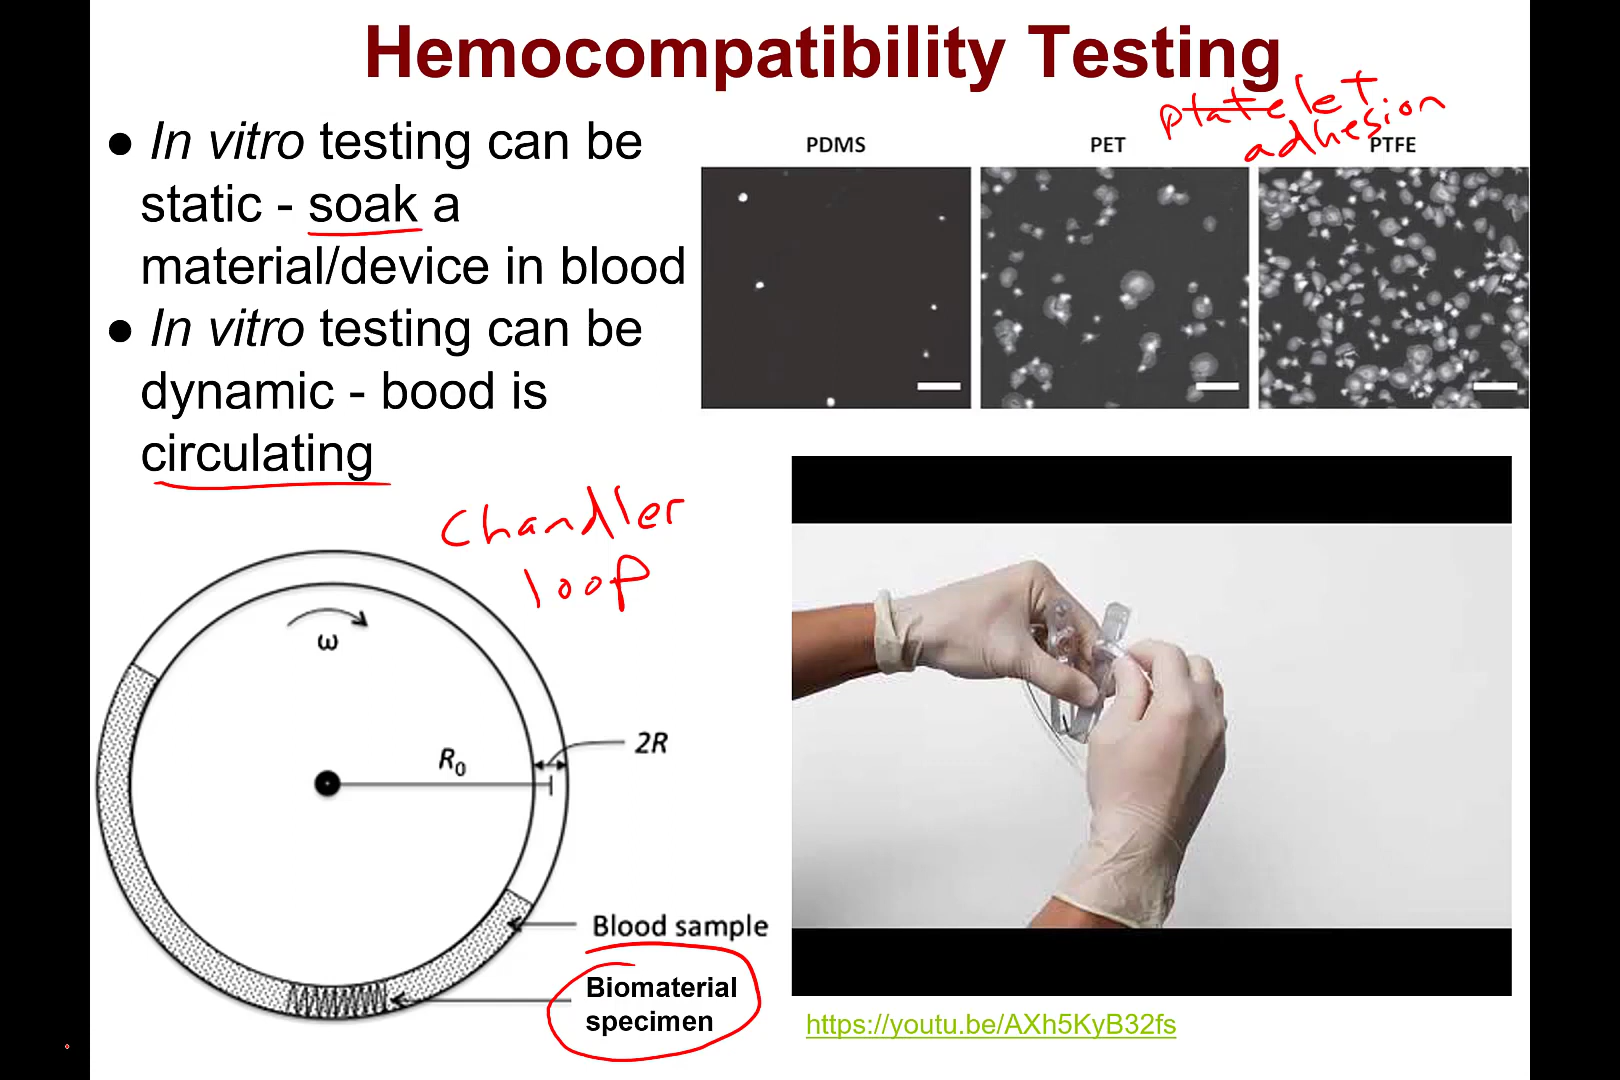 Hemocompatibility Testing
● In vitro testing can be
static - soak a
material/device in blood
● In vitro testing can be
dynamic - bood is
circulating
platelet
adhesion
PDMS
PET
PTFE
Chandler
loop
ω
R₀
2R
Blood sample
Biomaterial
specimen
https://youtu.be/AXh5KyB32fs